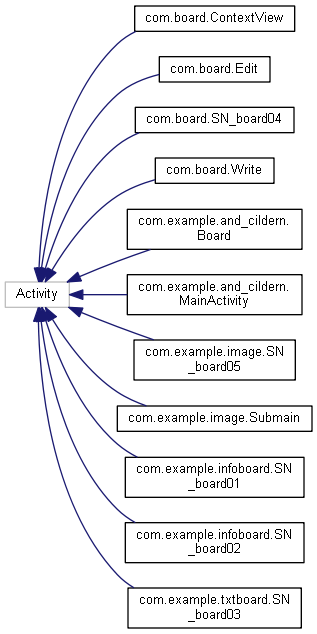 com.board.ContextView
com.board.Edit
com.board.SN_board04
com.board.Write
com.example.and_cildern.
Board
Activity
com.example.and_cildern.
MainActivity
com.example.image.SN
_board05
com.example.image.Submain
com.example.infoboard.SN
_board01
com.example.infoboard.SN
_board02
com.example.txtboard.SN
_board03